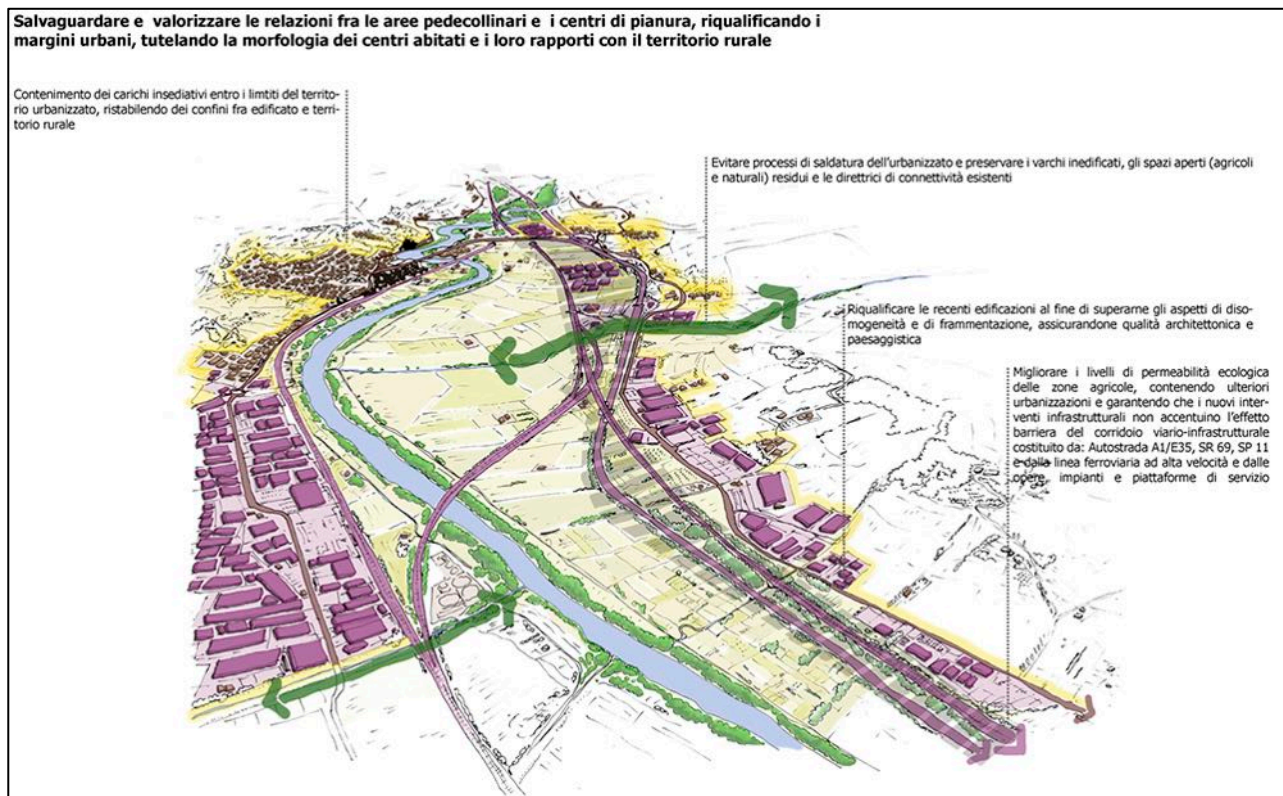 Salvaguardare e  valorizzare le relazioni fra le aree pedecollinari e  i centri di pianura, riqualificando i
margini urbani, tutelando la morfologia dei centri abitati e i loro rapporti con il territorio rurale
Contenimento dei carichi insediativi entro i limtiti del territo-
rio urbanizzato, ristabilendo dei confini fra edificato e terri-
torio rurale
Evitare processi di saldatura dell'urbanizzato e preservare i varchi inedificati, gli spazi aperti (agricoli
e naturali) residui e le direttrici di connettività esistenti
Riqualificare le recenti edificazioni al fine di superarne gli aspetti di diso-
mogeneità e di frammentazione, assicurandone qualità architettonica e
paesaggistica
Migliorare i livelli di permeabilità ecologica
delle zone agricole, contenendo ulteriori
urbanizzazioni e garantendo che i nuovi inter-
venti infrastrutturali non accentuino l'effetto
barriera del corridoio viario-infrastrutturale
costituito da: Autostrada A1/E35, SR 69, SP 11
e dalla linea ferroviaria ad alta velocità e dalle
opere, impianti e piattaforme di servizio